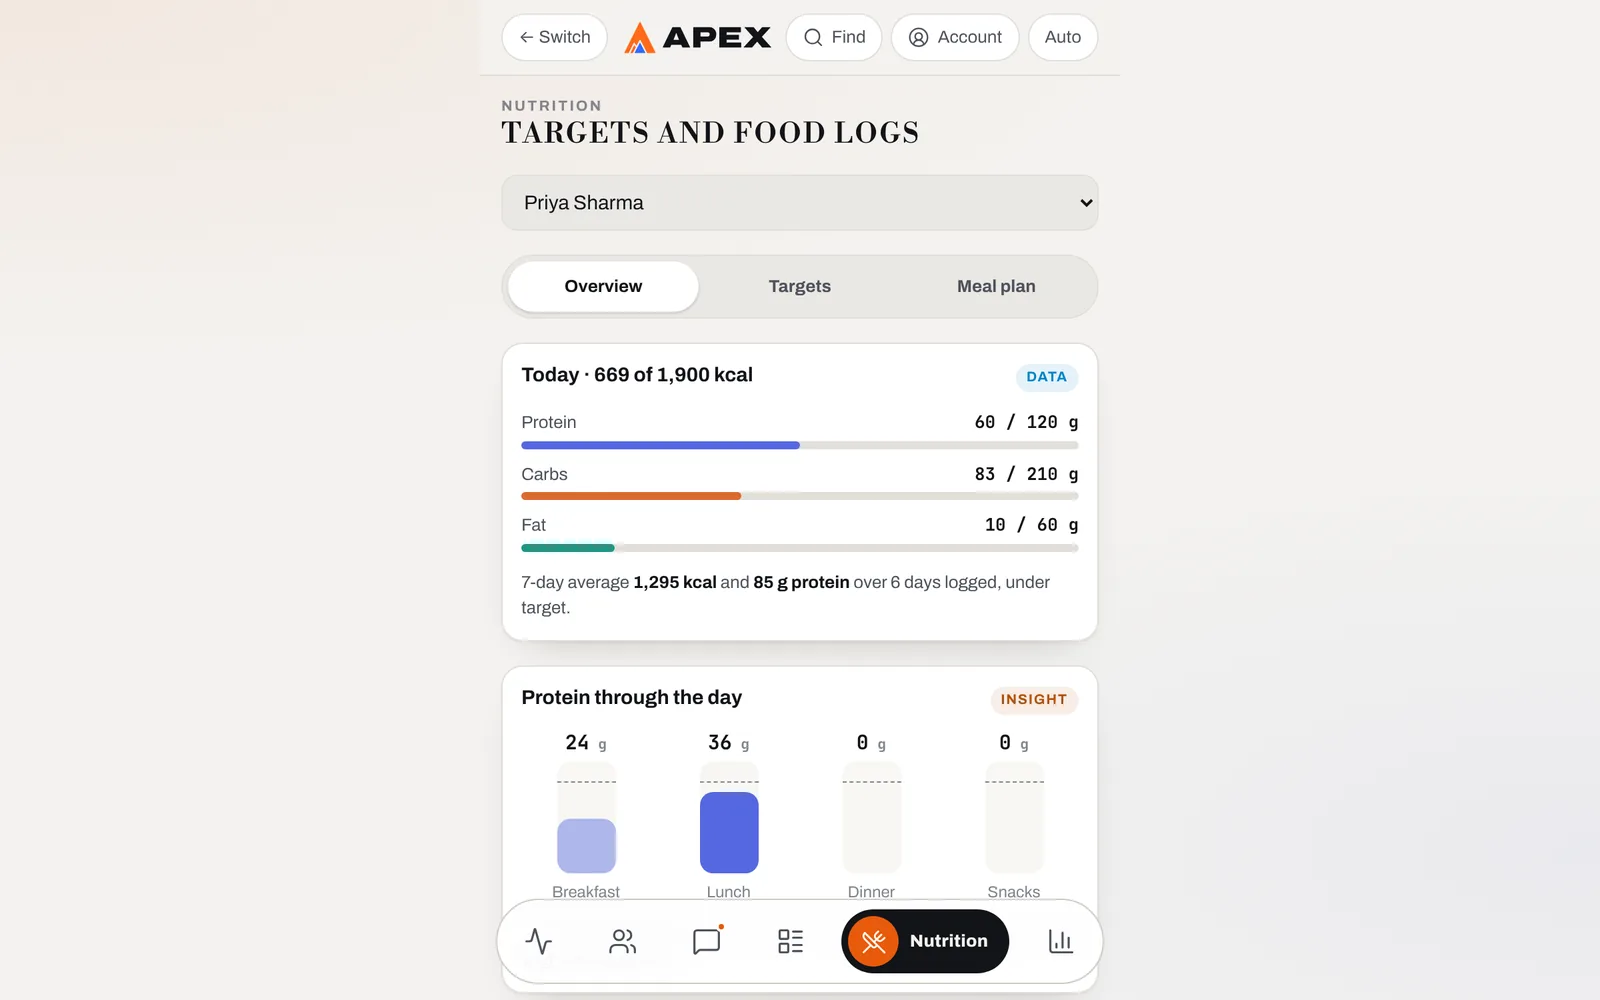 ← Switch
APEX
Find
Account
Auto
NUTRITION
TARGETS AND FOOD LOGS
Priya Sharma
Overview
Targets
Meal plan
Today · 669 of 1,900 kcal
DATA
Protein
60 / 120 g
Carbs
83 / 210 g
Fat
10 / 60 g
7-day average 1,295 kcal and 85 g protein over 6 days logged, under
target.
Protein through the day
INSIGHT
24 g
36 g
0 g
0 g
Breakfast
Lunch
Dinner
Snacks
Nutrition